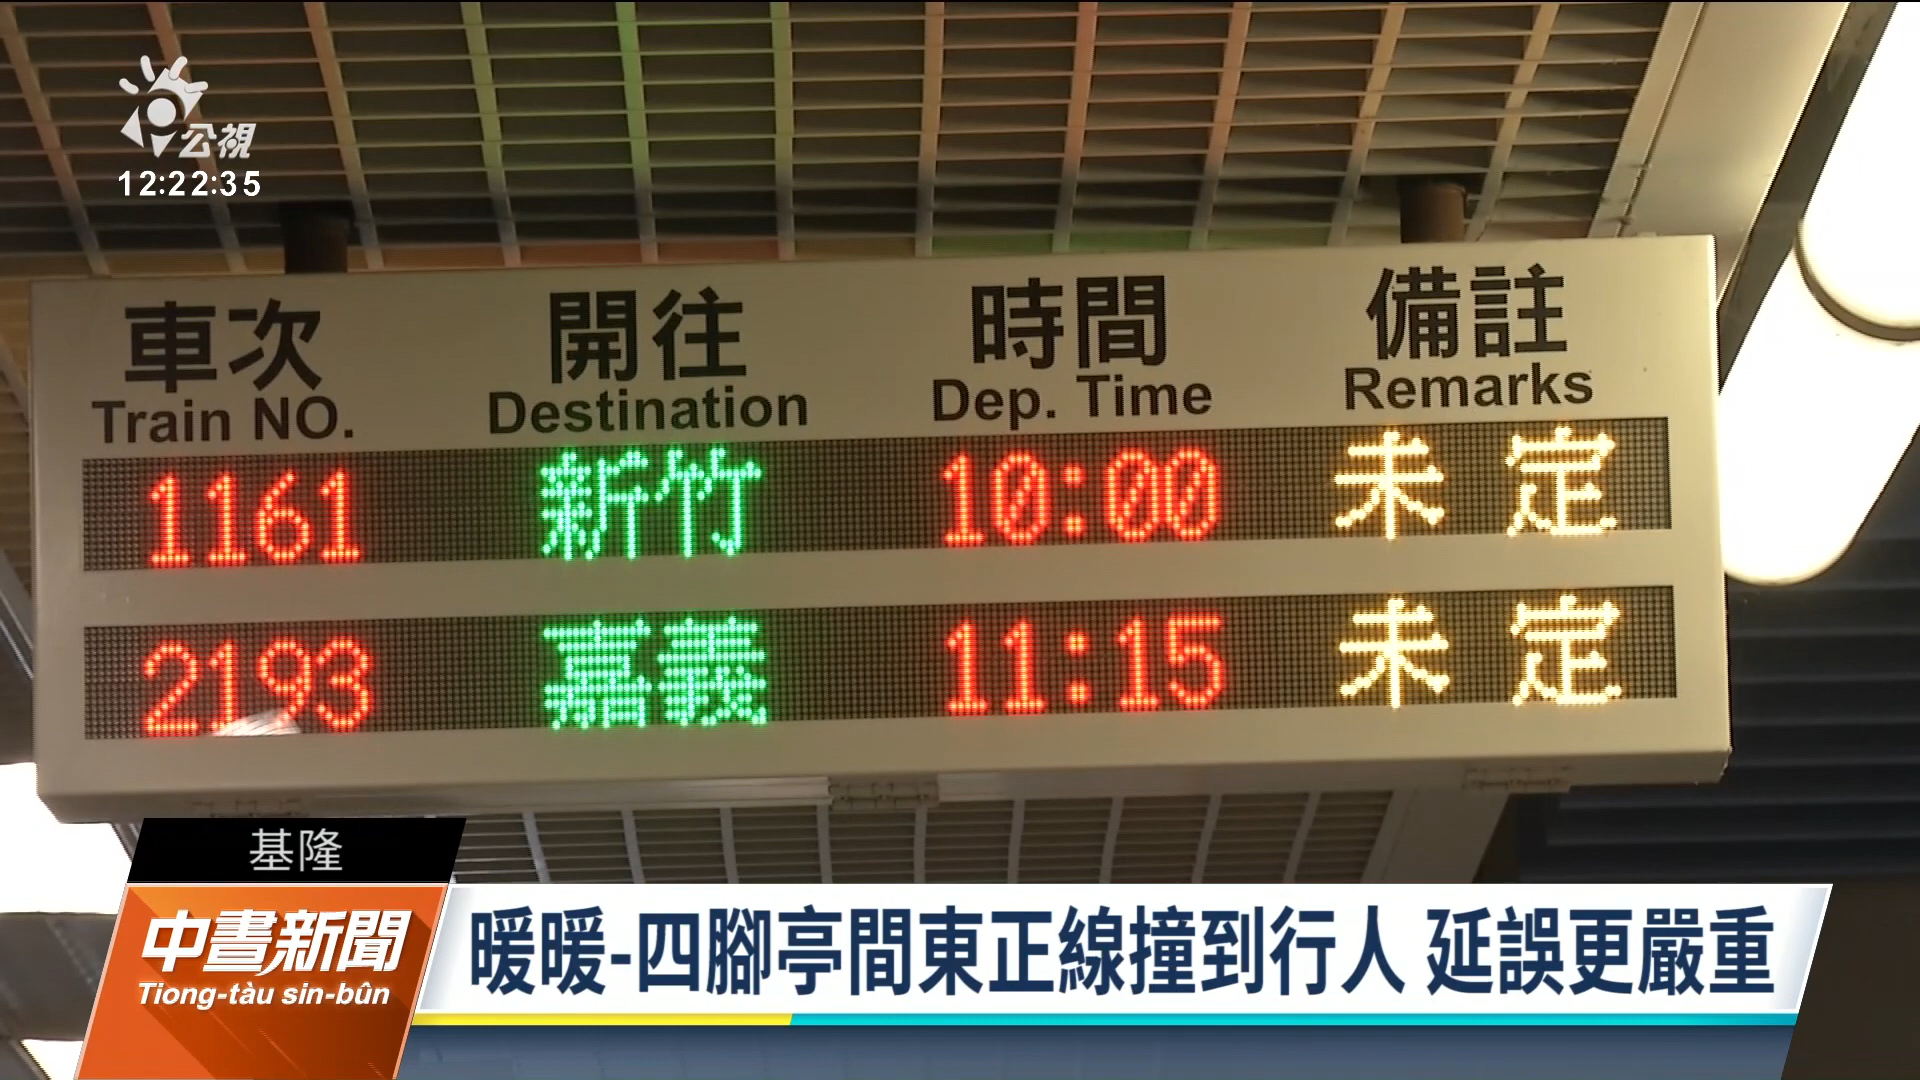 公視
12:22:35
車次 開往 時間 備註
Train NO. Destination Dep. Time Remarks
1161 新竹 10:00 未定
2193 嘉義 11:15 未定
基隆
中晝新聞
Tiong-tàu sin-bûn
暖暖-四腳亭間東正線撞到行人 延誤更嚴重